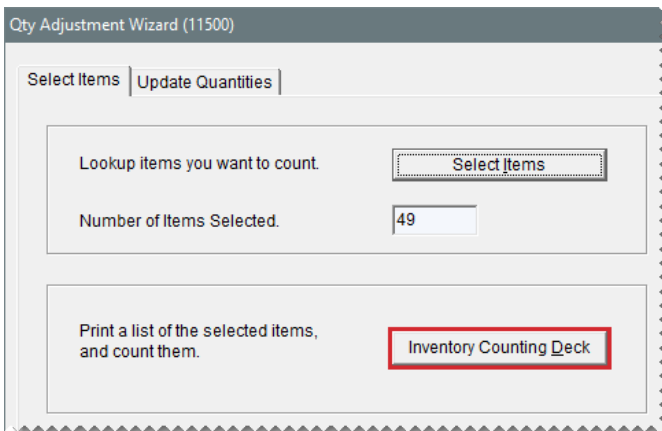 Qty Adjustment Wizard (11500)
Select Items
Update Quantities
Lookup items you want to count.
Select Items
Number of Items Selected.
49
Print a list of the selected items,
and count them.
Inventory Counting Deck